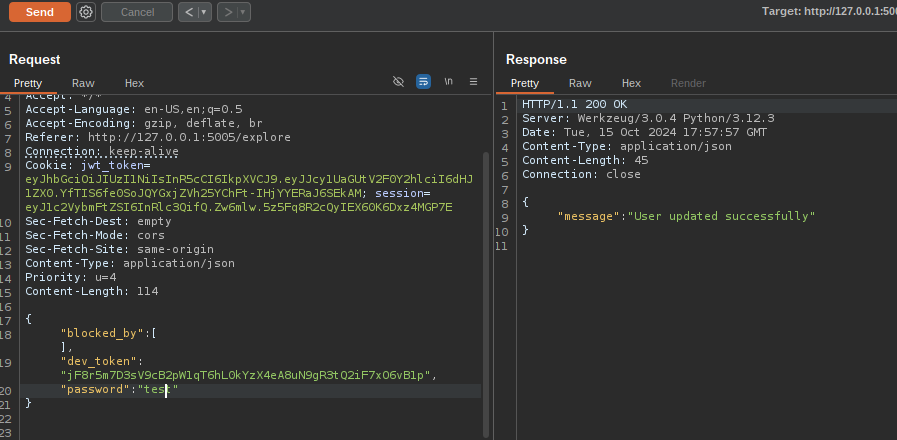 Send Cancel < > Target: http://127.0.0.1:500
Request
Pretty Raw Hex \n
4 Accept: */*
5 Accept-Language: en-US,en;q=0.5
6 Accept-Encoding: gzip, deflate, br
7 Referer: http://127.0.0.1:5005/explore
8 Connection: keep-alive
9 Cookie: jwt_token=
eyJhbGciOiJIUzI1NiIsInR5cCI6IkpXVCJ9.eyJJcy1UaGUtV2F0Y2hlciI6dHJ
1ZX0.YfTIS6fe0SoJQYGxjZVh25YChFt-IHjYYERaJ6SEkAM; session=
eyJ1c2VybmFtZSI6InRlc3QifQ.Zw6mlw.5z5Fq8R2cQyIEX6OK6Dxz4MGP7E
10 Sec-Fetch-Dest: empty
11 Sec-Fetch-Mode: cors
12 Sec-Fetch-Site: same-origin
13 Content-Type: application/json
14 Priority: u=4
15 Content-Length: 114
16
17 {
18 "blocked_by":[
],
19 "dev_token":
"jF8r5m7D3sV9cB2pW1qT6hL0kYzX4eA8uN9gR3tQ2iF7xO6vB1p",
20 "password":"test"
21 }
22
23
Response
Pretty Raw Hex Render
1 HTTP/1.1 200 OK
2 Server: Werkzeug/3.0.4 Python/3.12.3
3 Date: Tue, 15 Oct 2024 17:57:57 GMT
4 Content-Type: application/json
5 Content-Length: 45
6 Connection: close
7
8 {
9 "message":"User updated successfully"
10 }
11